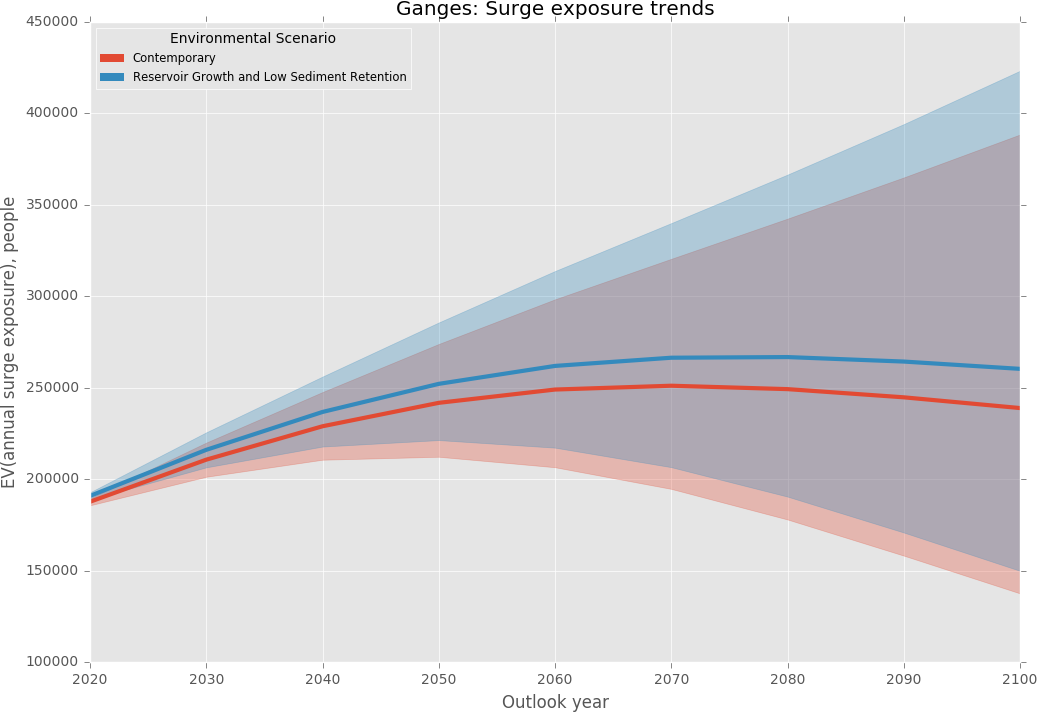 Ganges: Surge exposure trends
450000
400000
350000
300000
250000
200000
150000
100000
EV(annual surge exposure), people
Environmental Scenario
Contemporary
Reservoir Growth and Low Sediment Retention
2020 2030 2040 2050 2060 2070 2080 2090 2100
Outlook year